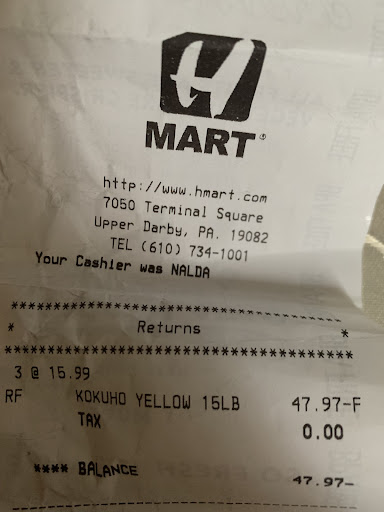 H
MART®
http://www.hmart.com
7050 Terminal Square
Upper Darby, PA. 19082
TEL (610) 734-1001
Your Cashier was NALDA
****************************************
* Returns *
****************************************
3 @ 15.99
RF KOKUHO YELLOW 15LB 47.97-F
TAX 0.00
**** BALANCE 47.97-